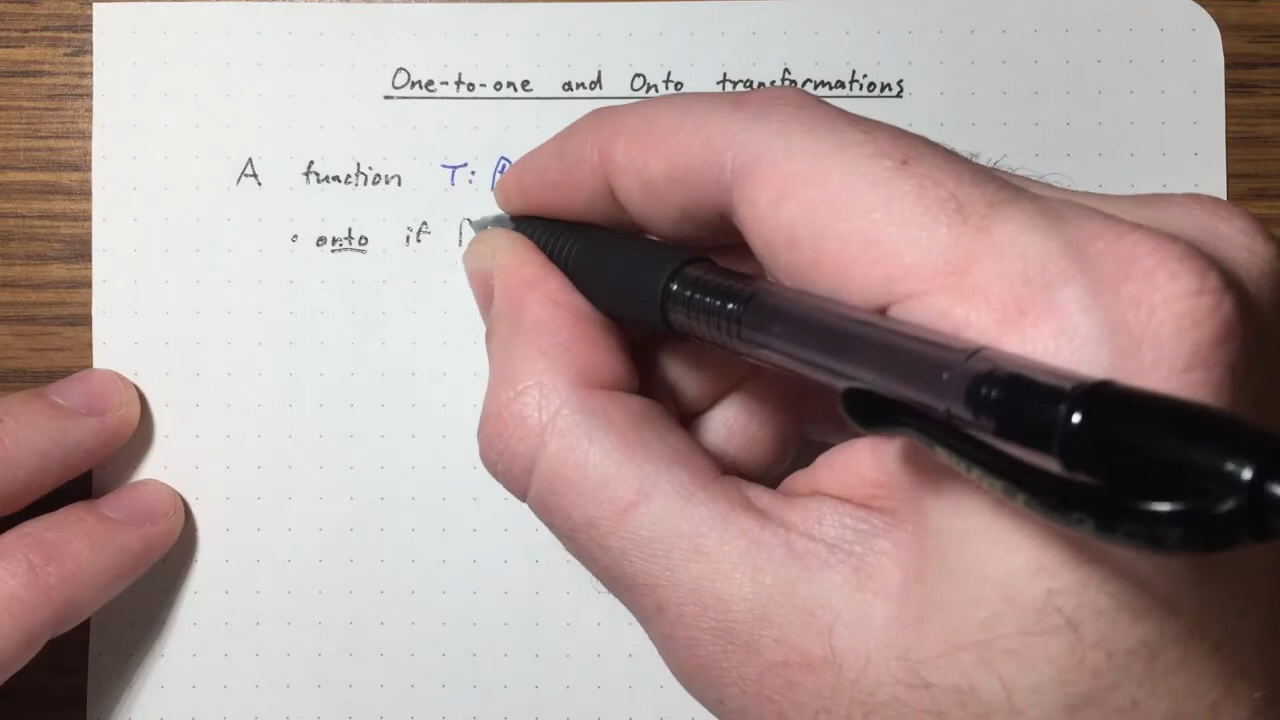 One-to-one and Onto transformations
A function T:
• onto if